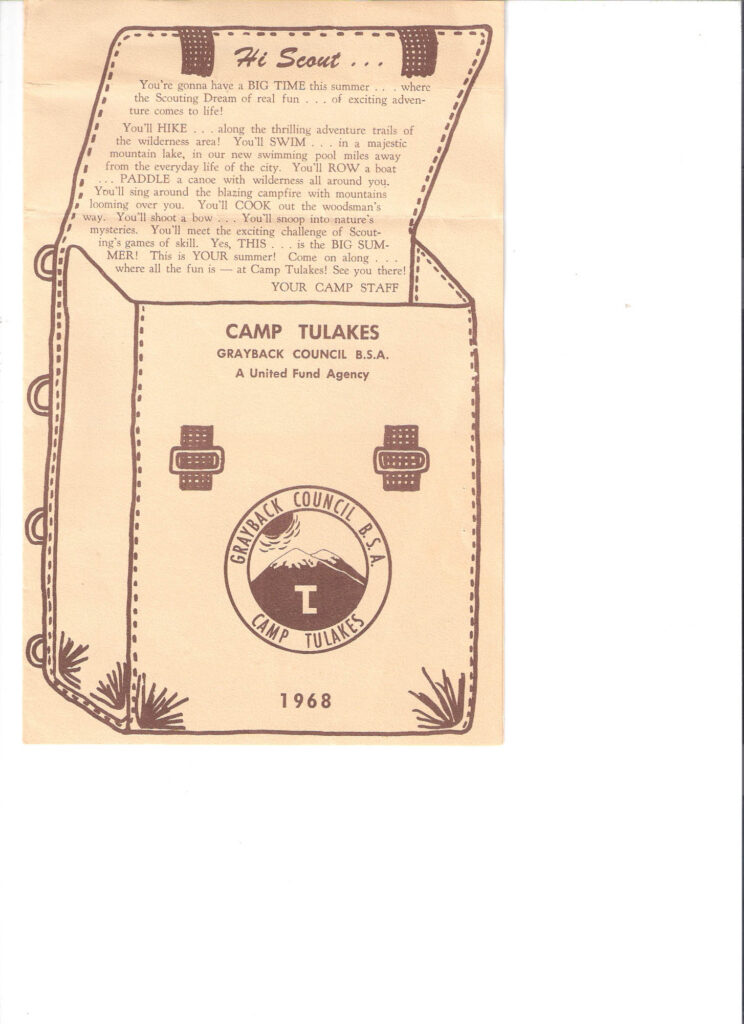 Hi Scout ...
You're gonna have a BIG TIME this summer . . . where
the Scouting Dream of real fun . . . of exciting adven-
ture comes to life!
You'll HIKE . . . along the thrilling adventure trails of
the wilderness area! You'll SWIM . . . in a majestic
mountain lake, in our new swimming pool miles away
from the everyday life of the city. You'll ROW a boat
... PADDLE a canoe with wilderness all around you.
You'll sing around the blazing campfire with mountains
looming over you. You'll COOK out the woodsman's
way. You'll shoot a bow . . . You'll snoop into nature's
mysteries. You'll meet the exciting challenge of Scout-
ing's games of skill. Yes, THIS . . . is the BIG SUM-
MER! This is YOUR summer! Come on along . . .
where all the fun is — at Camp Tulakes! See you there!
YOUR CAMP STAFF
CAMP TULAKES
GRAYBACK COUNCIL B.S.A.
A United Fund Agency
GRAYBACK COUNCIL B.S.A.
T
CAMP TULAKES
1968